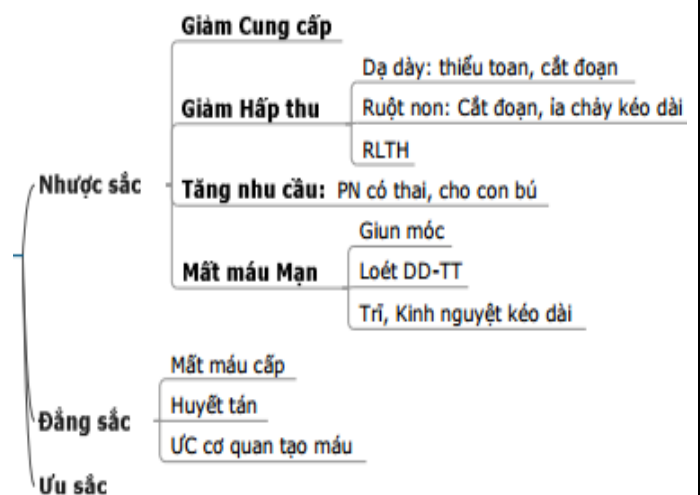 Giảm Cung cấp
Dạ dày: thiếu toan, cắt đoạn
Giảm Hấp thu
Ruột non: Cắt đoạn, ỉa chảy kéo dài
RLTH
Nhược sắc
Tăng nhu cầu: PN có thai, cho con bú
Giun móc
Mất máu Mạn
Loét DD-TT
Trĩ, Kinh nguyệt kéo dài
Mất máu cấp
Huyết tán
Đẳng sắc
ƯC cơ quan tạo máu
Ưu sắc